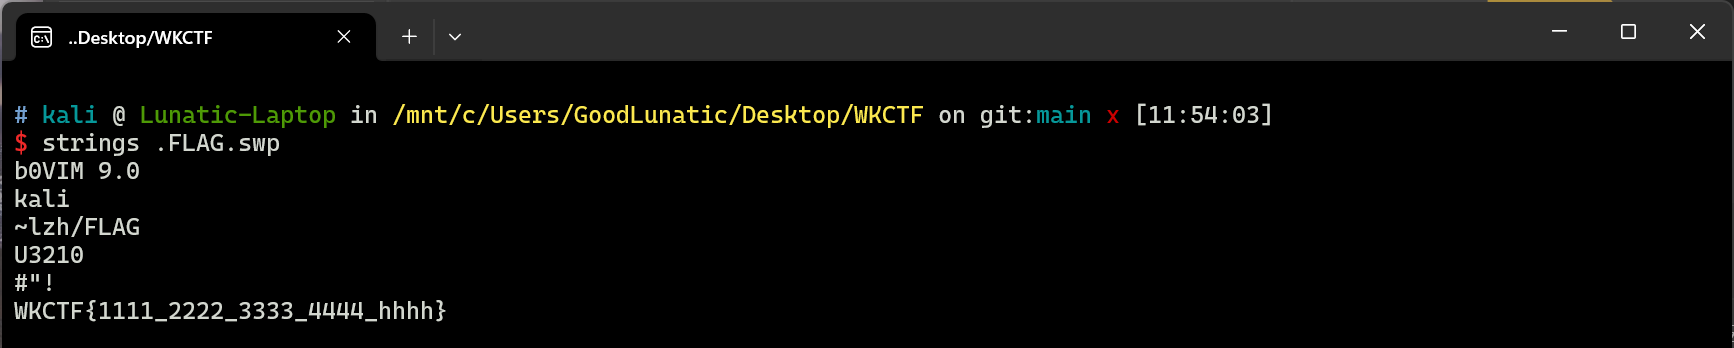 ..Desktop/WKCTF
# kali @ Lunatic-Laptop in /mnt/c/Users/GoodLunatic/Desktop/WKCTF on git:main x [11:54:03]
$ strings .FLAG.swp
b0VIM 9.0
kali
~lzh/FLAG
U3210
#"!
WKCTF{1111_2222_3333_4444_hhhh}